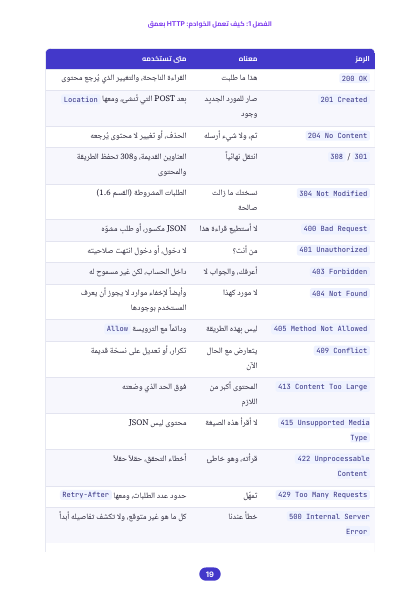 الفصل 1: كيف تعمل الخوادم: HTTP بعمق
الرمز معناه متى تستخدمه
200 OK هذا ما طلبت القراءة الناجحة، والتغيير الذي يُرجع محتوى
201 Created صار للمورد الجديد بعد POST التي تُنشئ، ومعها Location
وجود
204 No Content تم، ولا شيء أرسله الحذف، أو تغيير لا محتوى يُرجعه
301 / 308 انتقل نهائياً العناوين القديمة، و308 تحفظ الطريقة
والمحتوى
304 Not Modified نسختك ما زالت الطلبات المشروطة (القسم 1.6)
صالحة
400 Bad Request لا أستطيع قراءة هذا JSON مكسور، أو طلب مشوّه
401 Unauthorized من أنت؟ لا دخول، أو دخول انتهت صلاحيته
403 Forbidden أعرفك، والجواب لا داخل الحساب، لكن غير مسموح له
404 Not Found لا مورد كهذا وأيضاً لإخفاء موارد لا يجوز أن يعرف
المستخدم بوجودها
405 Method Not Allowed ليس بهذه الطريقة ودائماً مع الترويسة Allow
409 Conflict يتعارض مع الحال تكرار، أو تعديل على نسخة قديمة
الآن
413 Content Too Large المحتوى أكبر من فوق الحد الذي وضعته
اللازم
415 Unsupported Media لا أقرأ هذه الصيغة محتوى ليس JSON
Type
422 Unprocessable قرأته، وهو خاطئ أخطاء التحقق، حقلاً حقلاً
Content
429 Too Many Requests تمهّل حدود عدد الطلبات، ومعها Retry-After
500 Internal Server خطأ عندنا كل ما هو غير متوقع، ولا تكشف تفاصيله أبداً
Error
19